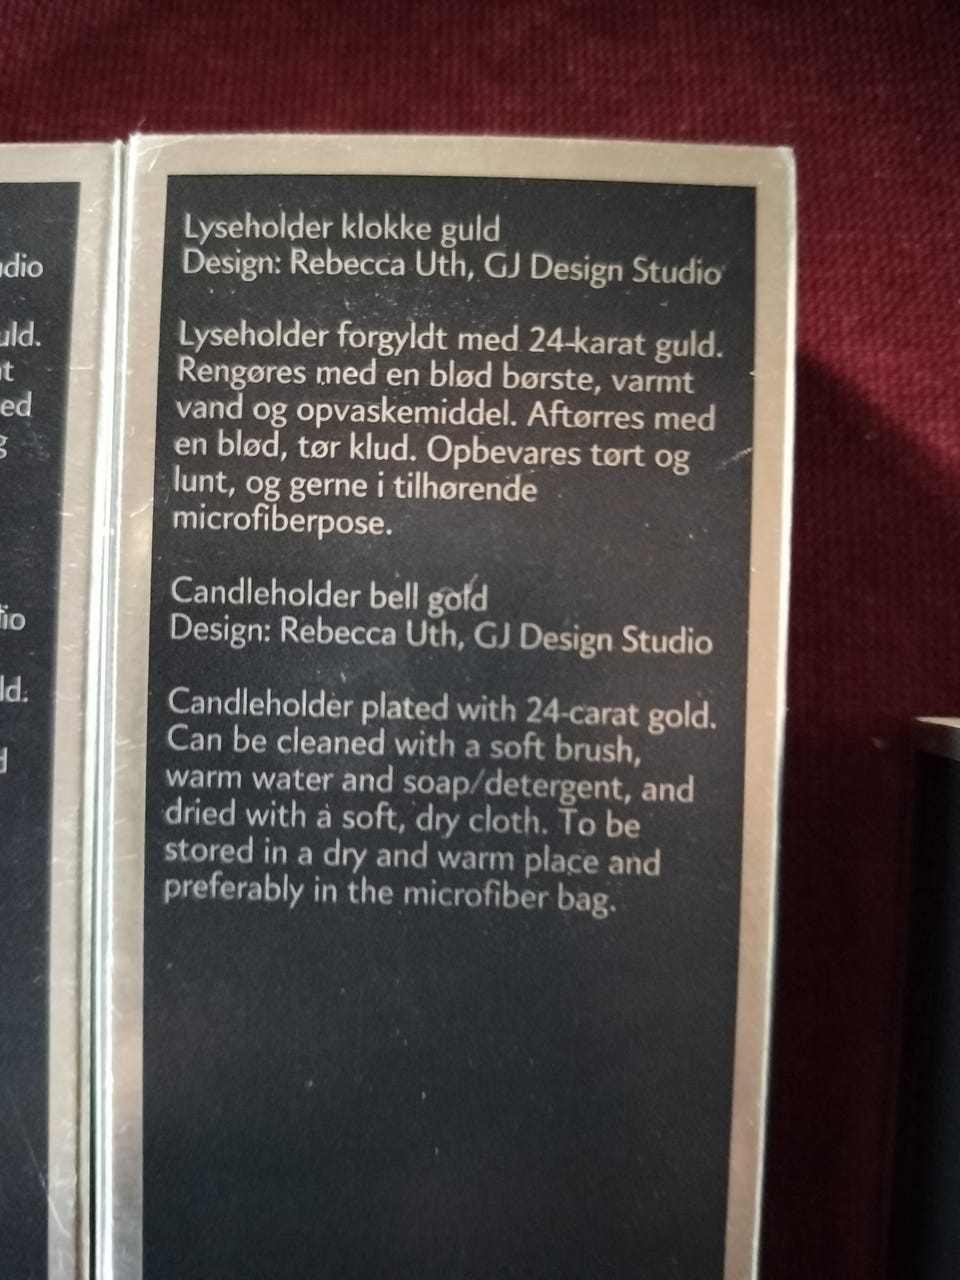 Lyseholder klokke guld
Design: Rebecca Uth, GJ Design Studio
Lyseholder forgyldt med 24-karat guld.
Rengøres med en blød børste, varmt
vand og opvaskemiddel. Aftørres med
en blød, tør klud. Opbevares tørt og
lunt, og gerne i tilhørende
microfiberpose.
Candleholder bell gold
Design: Rebecca Uth, GJ Design Studio
Candleholder plated with 24-carat gold.
Can be cleaned with a soft brush,
warm water and soap/detergent, and
dried with a soft, dry cloth. To be
stored in a dry and warm place and
preferably in the microfiber bag.